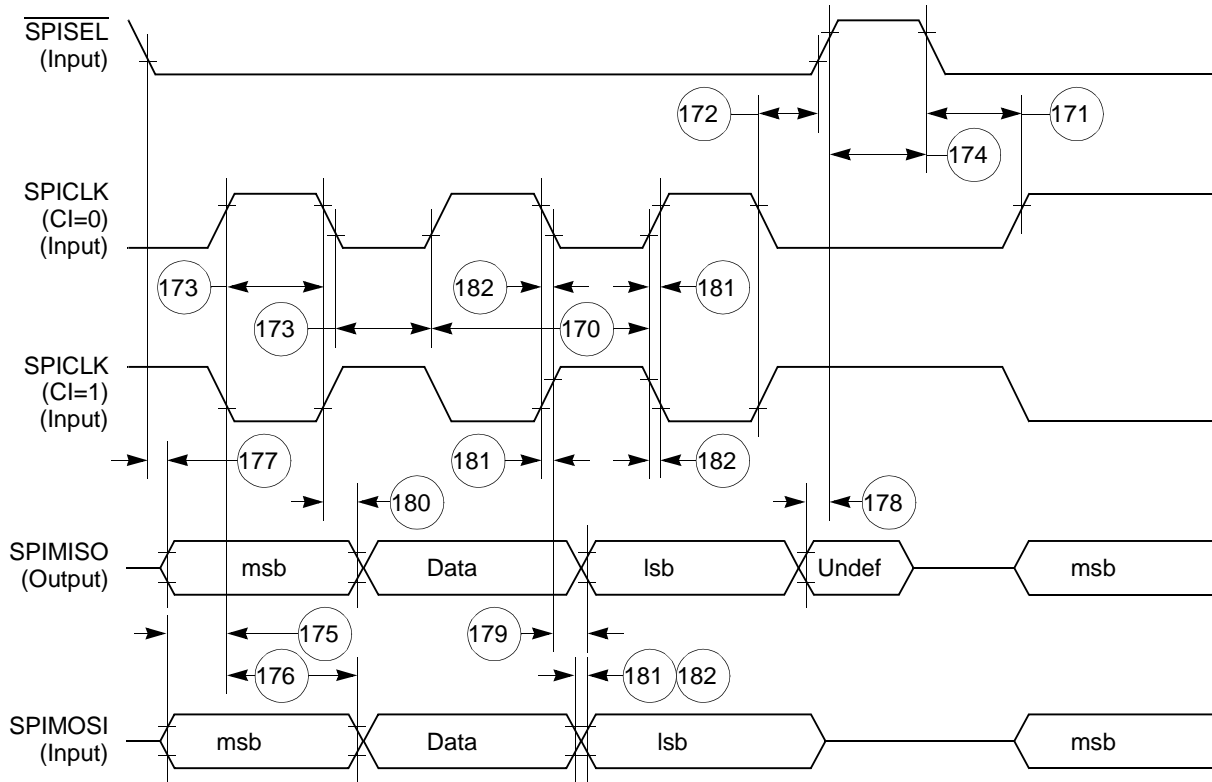 SPISEL
(Input)
172
171
174
SPICLK
(CI=0)
(Input)
173
182
181
173
170
SPICLK
(CI=1)
(Input)
177
181
182
180
178
SPIMISO
(Output)
msb
Data
lsb
Undef
msb
175
179
176
181 182
SPIMOSI
(Input)
msb
Data
lsb
msb